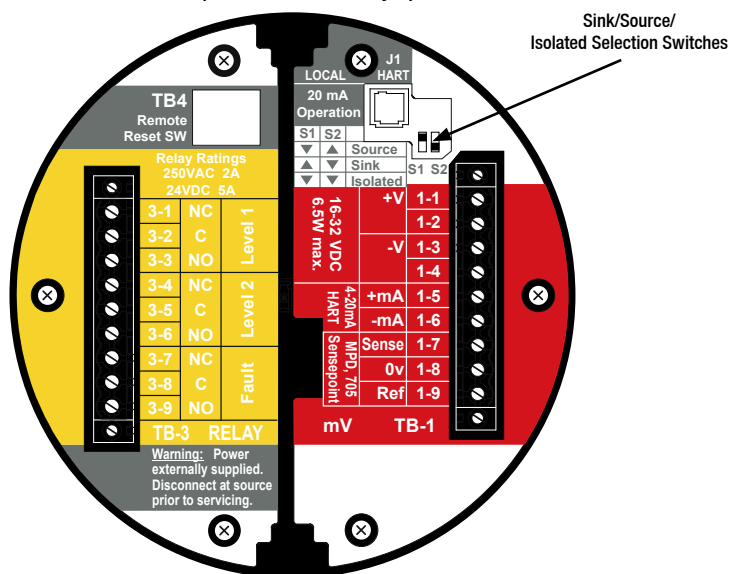 Sink/Source/
Isolated Selection Switches
TB4
Remote
Reset SW
Relay Ratings
250VAC 2A
24VDC 5A
3-1 NC
3-2 C
3-3 NO
Level 1
3-4 NC
3-5 C
3-6 NO
Level 2
3-7 NC
3-8 C
3-9 NO
Fault
TB-3 RELAY
Warning: Power
externally supplied.
Disconnect at source
prior to servicing.
J1
LOCAL HART
20 mA
Operation
S1 S2
▼ ▲ Source
▲ ▼ Sink
▼ ▼ Isolated
S1 S2
16-32 VDC
6.5W max.
+V 1-1
1-2
-V 1-3
1-4
4-20mA
HART
+mA 1-5
-mA 1-6
MPD, 705
Sensepoint
Sense 1-7
0v 1-8
Ref 1-9
mV TB-1